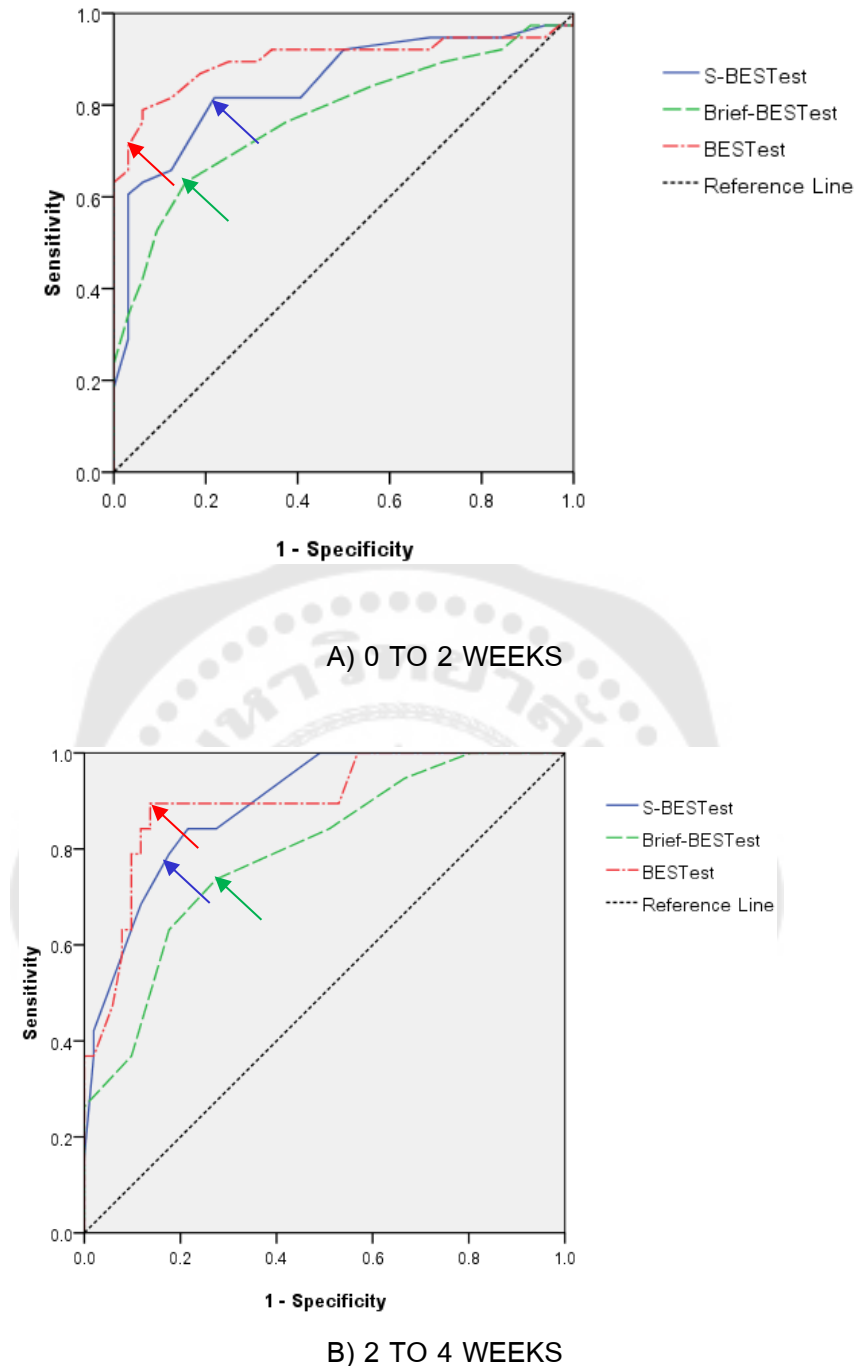 1.0
0.8
0.6
0.4
0.2
0.0
Sensitivity
0.0 0.2 0.4 0.6 0.8 1.0
1 - Specificity
S-BESTest
Brief-BESTest
BESTest
Reference Line
A) 0 TO 2 WEEKS
1.0
0.8
0.6
0.4
0.2
0.0
Sensitivity
0.0 0.2 0.4 0.6 0.8 1.0
1 - Specificity
S-BESTest
Brief-BESTest
BESTest
Reference Line
B) 2 TO 4 WEEKS